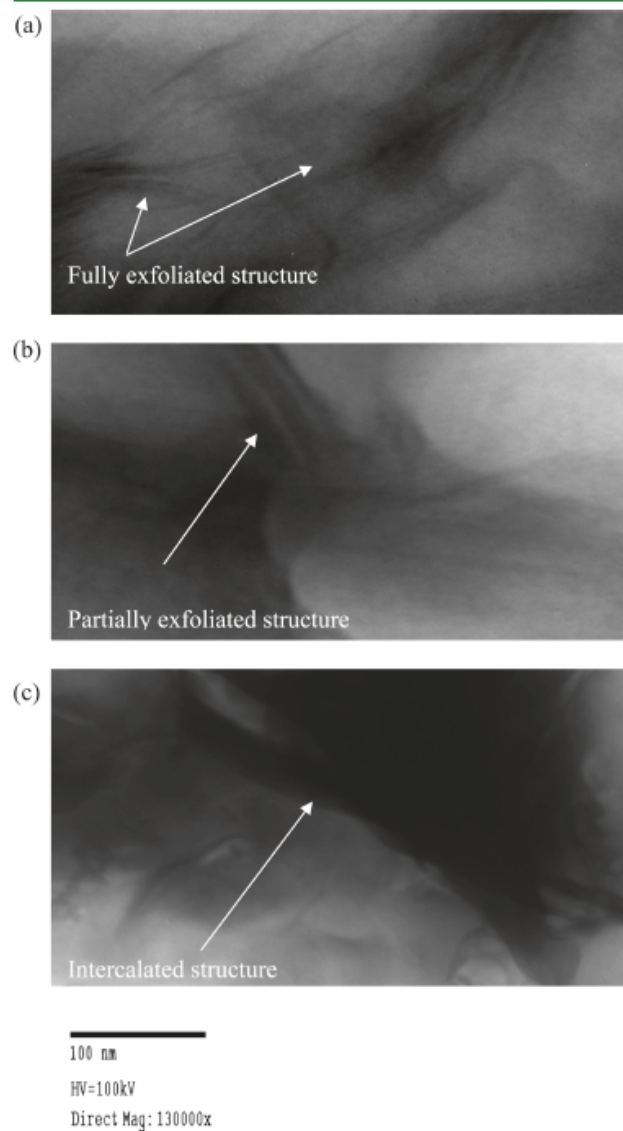 (a)
Fully exfoliated structure
(b)
Partially exfoliated structure
(c)
Intercalated structure
100 nm
HV=100kV
Direct Mag: 130000x